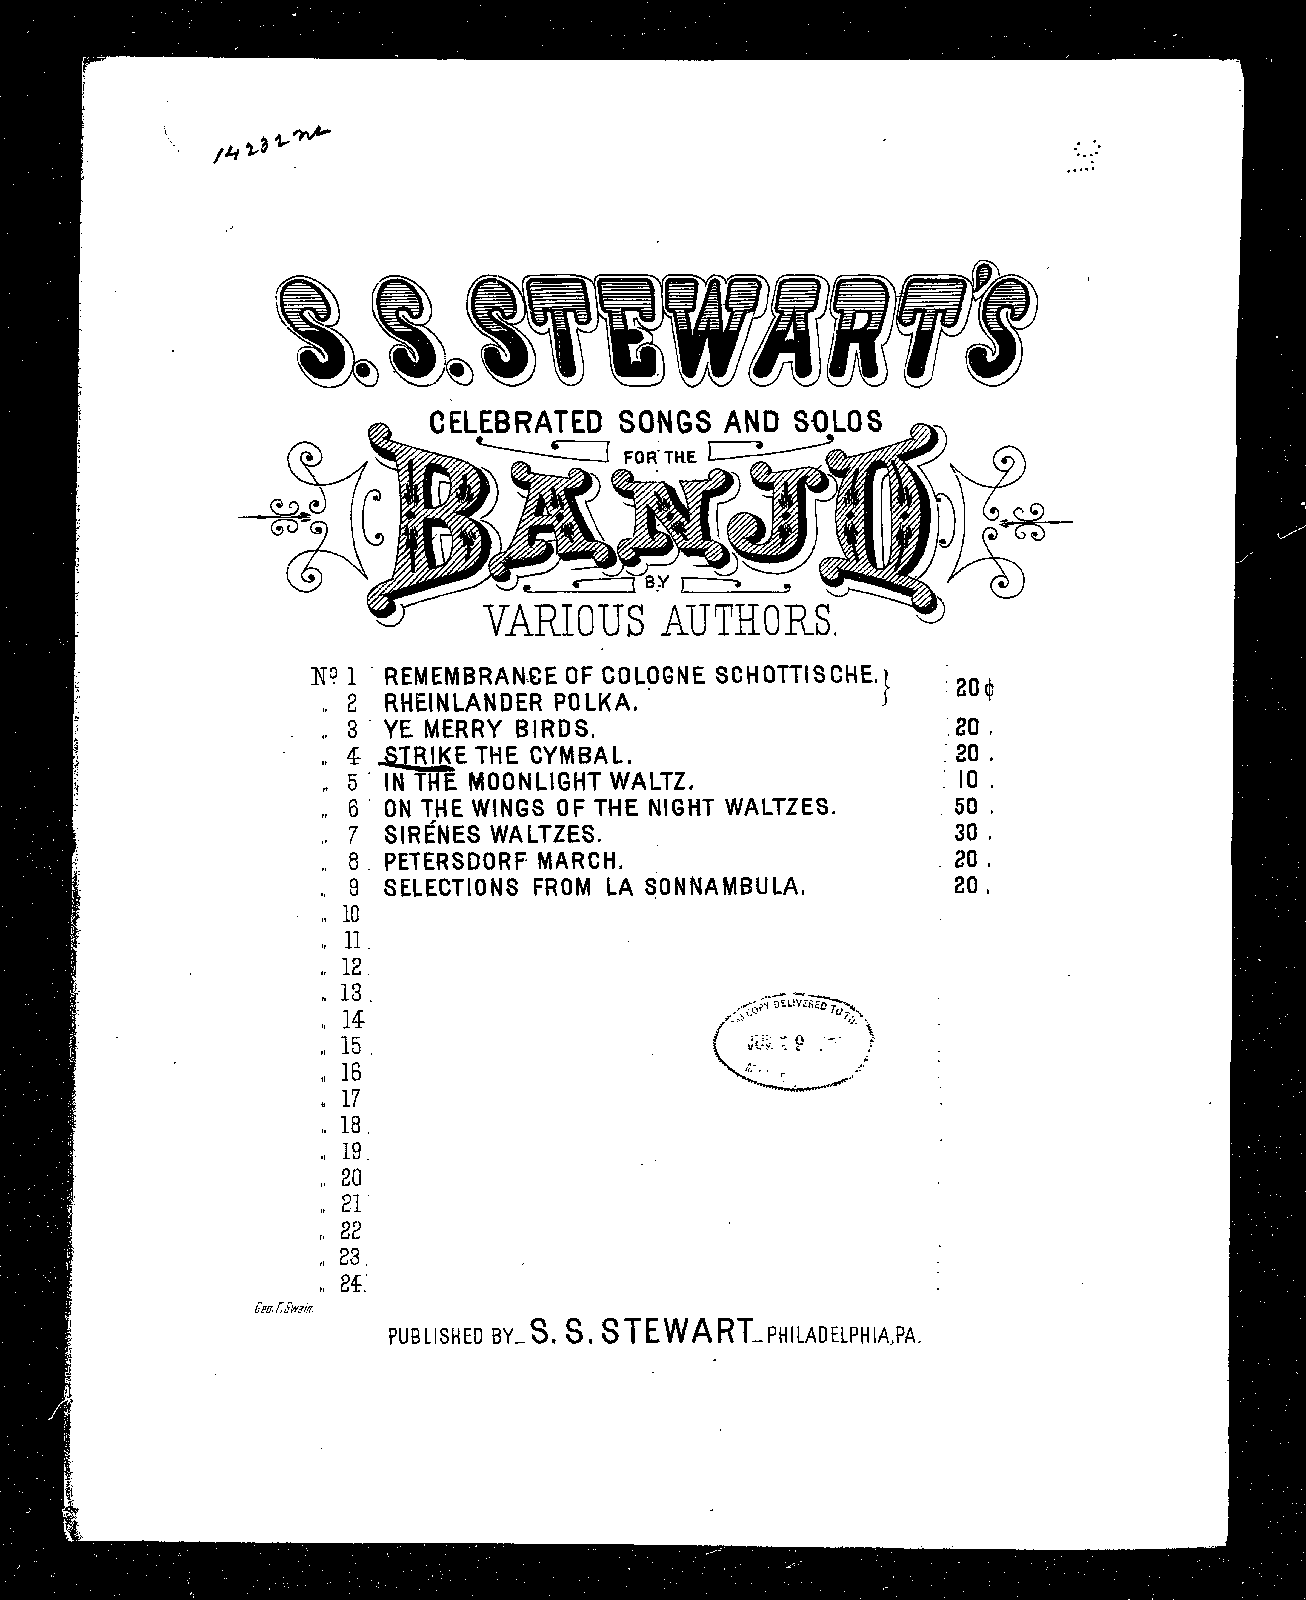 14232
S.S. STEWART'S
CELEBRATED SONGS AND SOLOS
FOR THE
BANJO
BY
VARIOUS AUTHORS.
Nº 1 REMEMBRANCE OF COLOGNE SCHOTTISCHE. } 20¢
„ 2 RHEINLANDER POLKA.
„ 3 YE MERRY BIRDS. 20 .
„ 4 STRIKE THE CYMBAL. 20 .
„ 5 IN THE MOONLIGHT WALTZ. 10 .
„ 6 ON THE WINGS OF THE NIGHT WALTZES. 50 .
„ 7 SIRÉNES WALTZES. 30 .
„ 8 PETERSDORF MARCH. 20 .
„ 9 SELECTIONS FROM LA SONNAMBULA. 20 .
„ 10
„ 11
„ 12
„ 13
„ 14
„ 15
„ 16
„ 17
„ 18
„ 19
„ 20
„ 21
„ 22
„ 23
„ 24
COPY DELIVERED TO
9
Geo. F. Swain.
PUBLISHED BY_ S. S. STEWART_ PHILADELPHIA, PA.